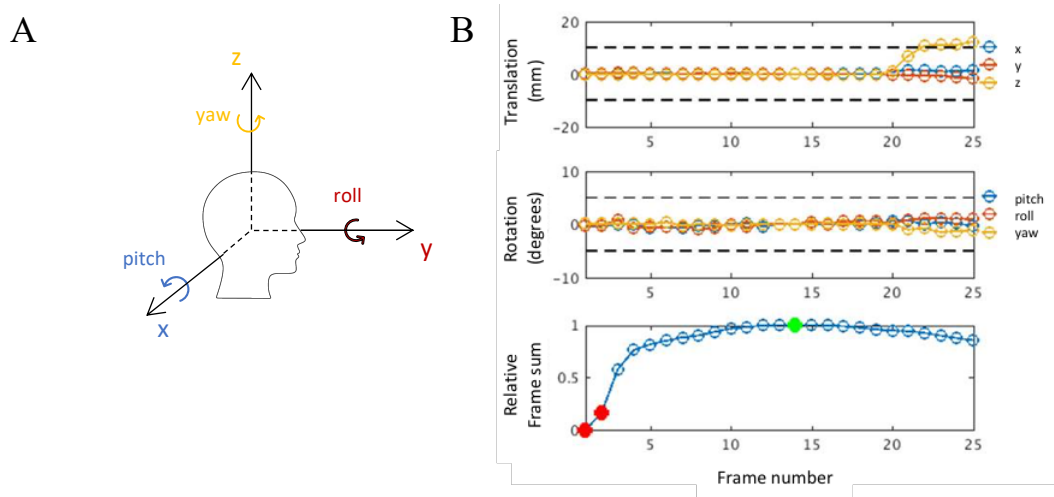 A
z
yaw
roll
y
pitch
x
B
Translation
(mm)
20
0
-20
5
10
15
20
25
x
y
z
Rotation
(degrees)
10
0
-10
5
10
15
20
25
pitch
roll
yaw
Relative
Frame sum
1
0.5
0
5
10
15
20
25
Frame number